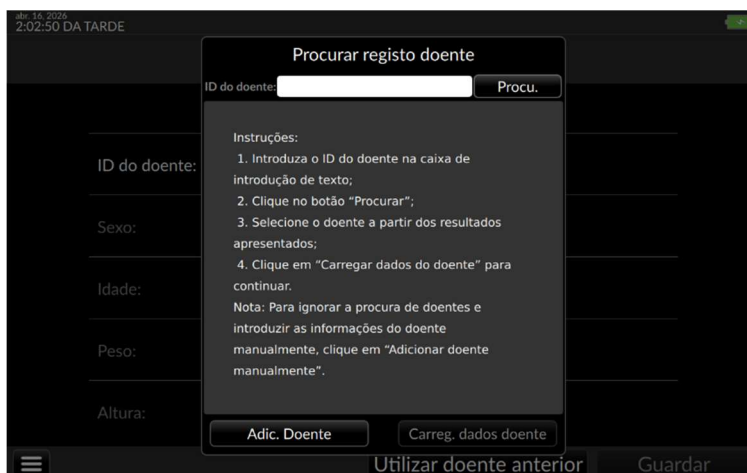 abr. 16, 2026
2:02:50 DA TARDE
Procurar registo doente
ID do doente:
Procu.
Instruções:
1. Introduza o ID do doente na caixa de
introdução de texto;
2. Clique no botão “Procurar”;
3. Selecione o doente a partir dos resultados
apresentados;
4. Clique em “Carregar dados do doente” para
continuar.
Nota: Para ignorar a procura de doentes e
introduzir as informações do doente
manualmente, clique em “Adicionar doente
manualmente”.
Adic. Doente
Carreg. dados doente
ID do doente:
Sexo:
Idade:
Peso:
Altura:
Utilizar doente anterior
Guardar